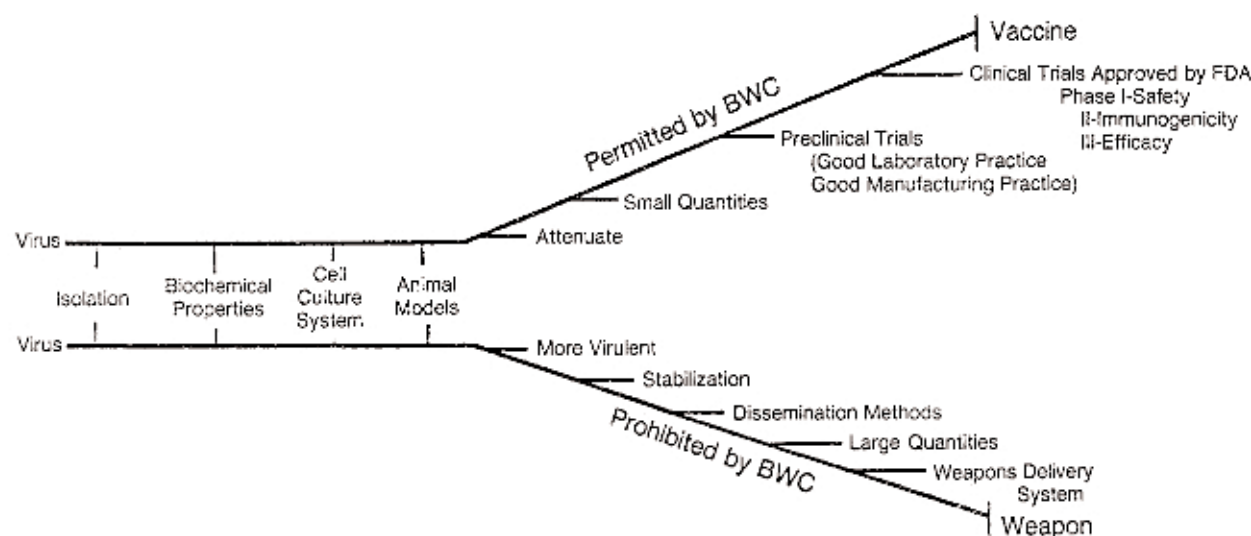 Vaccine
Clinical Trials Approved by FDA
Phase I-Safety
II-Immunogenicity
III-Efficacy
Permitted by BWC
Preclinical Trials
(Good Laboratory Practice
Good Manufacturing Practice)
Small Quantities
Attenuate
Virus
Isolation
Biochemical
Properties
Cell
Culture
System
Animal
Models
Virus
More Virulent
Stabilization
Dissemination Methods
Large Quantities
Prohibited by BWC
Weapons Delivery
System
Weapon